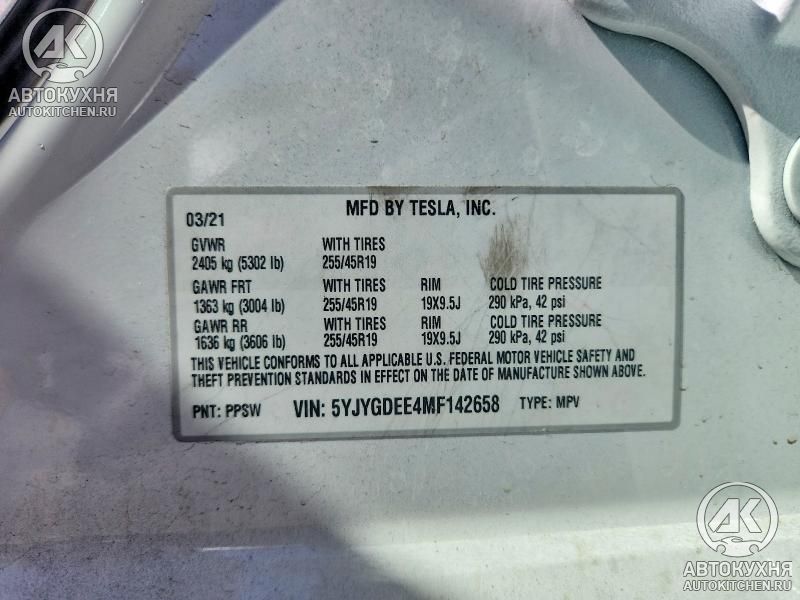 AK
АВТОКУХНЯ
AUTOKITCHEN.RU
MFD BY TESLA, INC.
03/21
GVWR WITH TIRES
2405 kg (5302 lb) 255/45R19
GAWR FRT WITH TIRES RIM COLD TIRE PRESSURE
1363 kg (3004 lb) 255/45R19 19X9.5J 290 kPa, 42 psi
GAWR RR WITH TIRES RIM COLD TIRE PRESSURE
1636 kg (3606 lb) 255/45R19 19X9.5J 290 kPa, 42 psi
THIS VEHICLE CONFORMS TO ALL APPLICABLE U.S. FEDERAL MOTOR VEHICLE SAFETY AND
THEFT PREVENTION STANDARDS IN EFFECT ON THE DATE OF MANUFACTURE SHOWN ABOVE.
PNT: PPSW VIN: 5YJYGDEE4MF142658 TYPE: MPV
AK
АВТОКУХНЯ
AUTOKITCHEN.RU